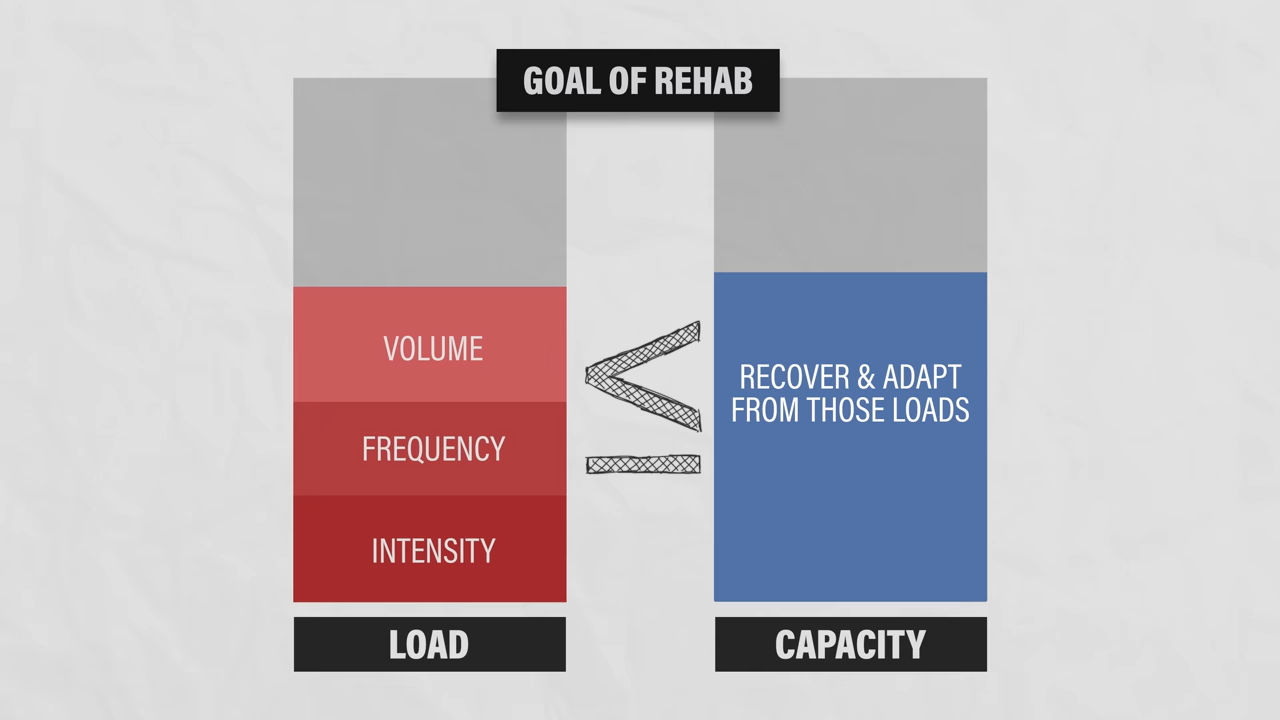 GOAL OF REHAB
VOLUME
FREQUENCY
INTENSITY
LOAD
≤
RECOVER & ADAPT
FROM THOSE LOADS
CAPACITY